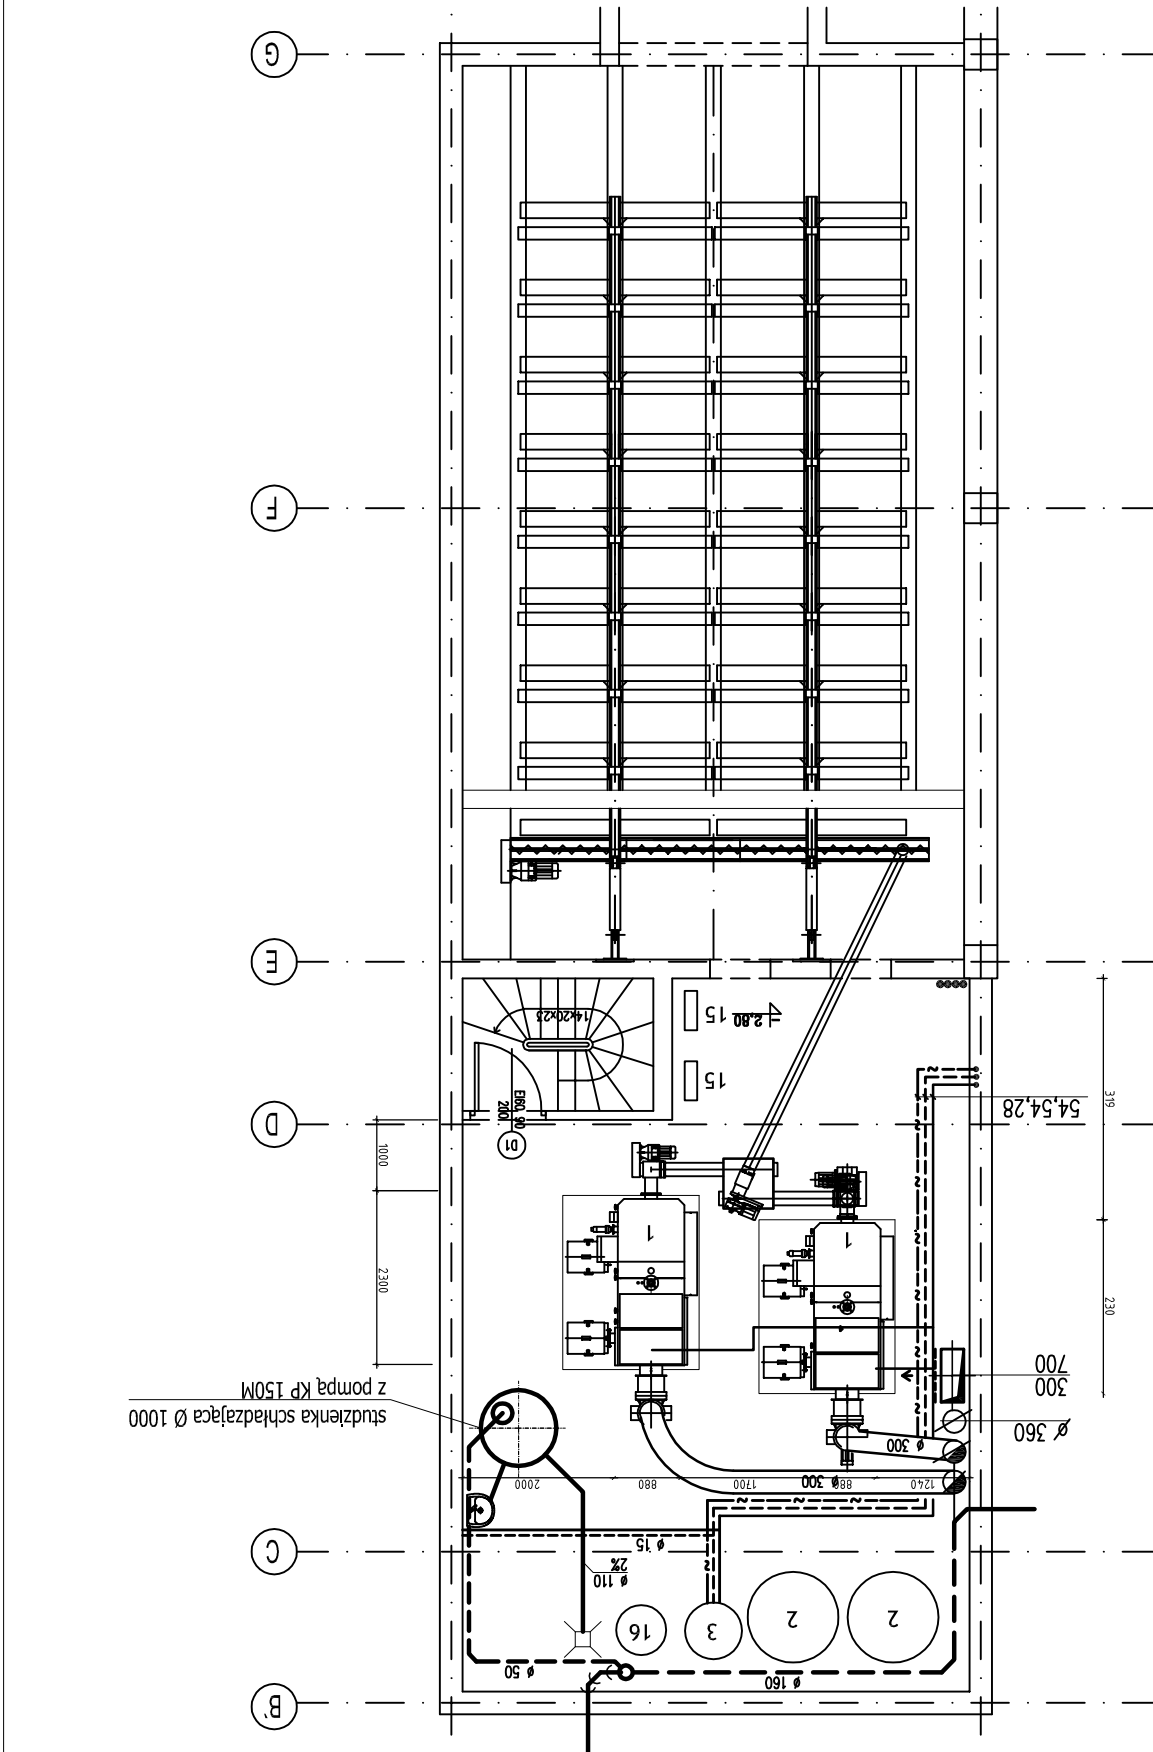 B'
ø 160
ø 50
2
2
3
16
ø 110
2%
C
ø 15
1240
880
1700
880
2000
ø 300
ø 300
ø 360
300
700
studzienka schładzająca Ø 1000
z pompą KP 150M
230
2300
1
1
1000
D
D1
EI60, 90
200
319
54,54,28
15
15
-2,80
14x20x23
E
F
G